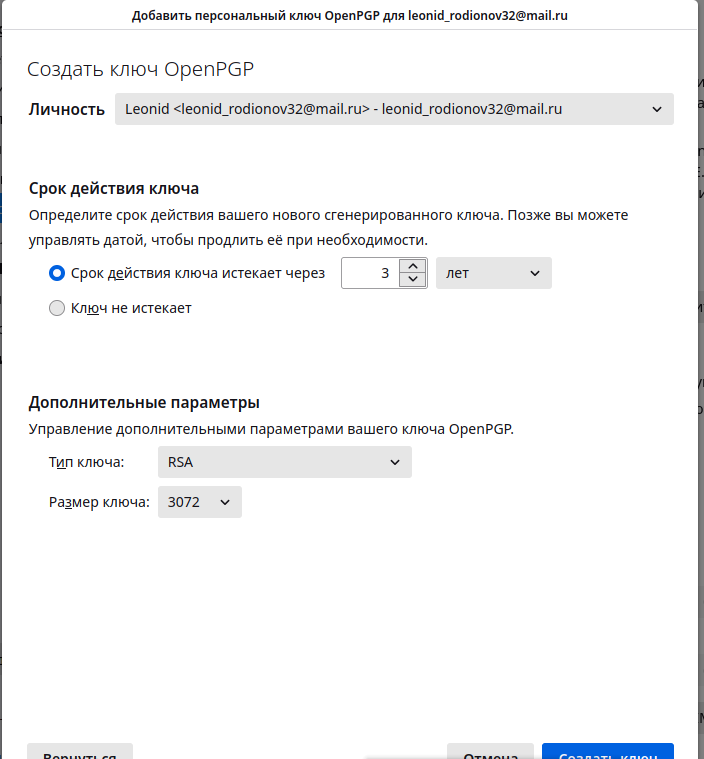 Добавить персональный ключ OpenPGP для leonid_rodionov32@mail.ru
Создать ключ OpenPGP
Личность Leonid <leonid_rodionov32@mail.ru> - leonid_rodionov32@mail.ru
Срок действия ключа
Определите срок действия вашего нового сгенерированного ключа. Позже вы можете
управлять датой, чтобы продлить её при необходимости.
Срок действия ключа истекает через 3 лет
Ключ не истекает
Дополнительные параметры
Управление дополнительными параметрами вашего ключа OpenPGP.
Тип ключа: RSA
Размер ключа: 3072
Вернуться Отмена Создать ключ